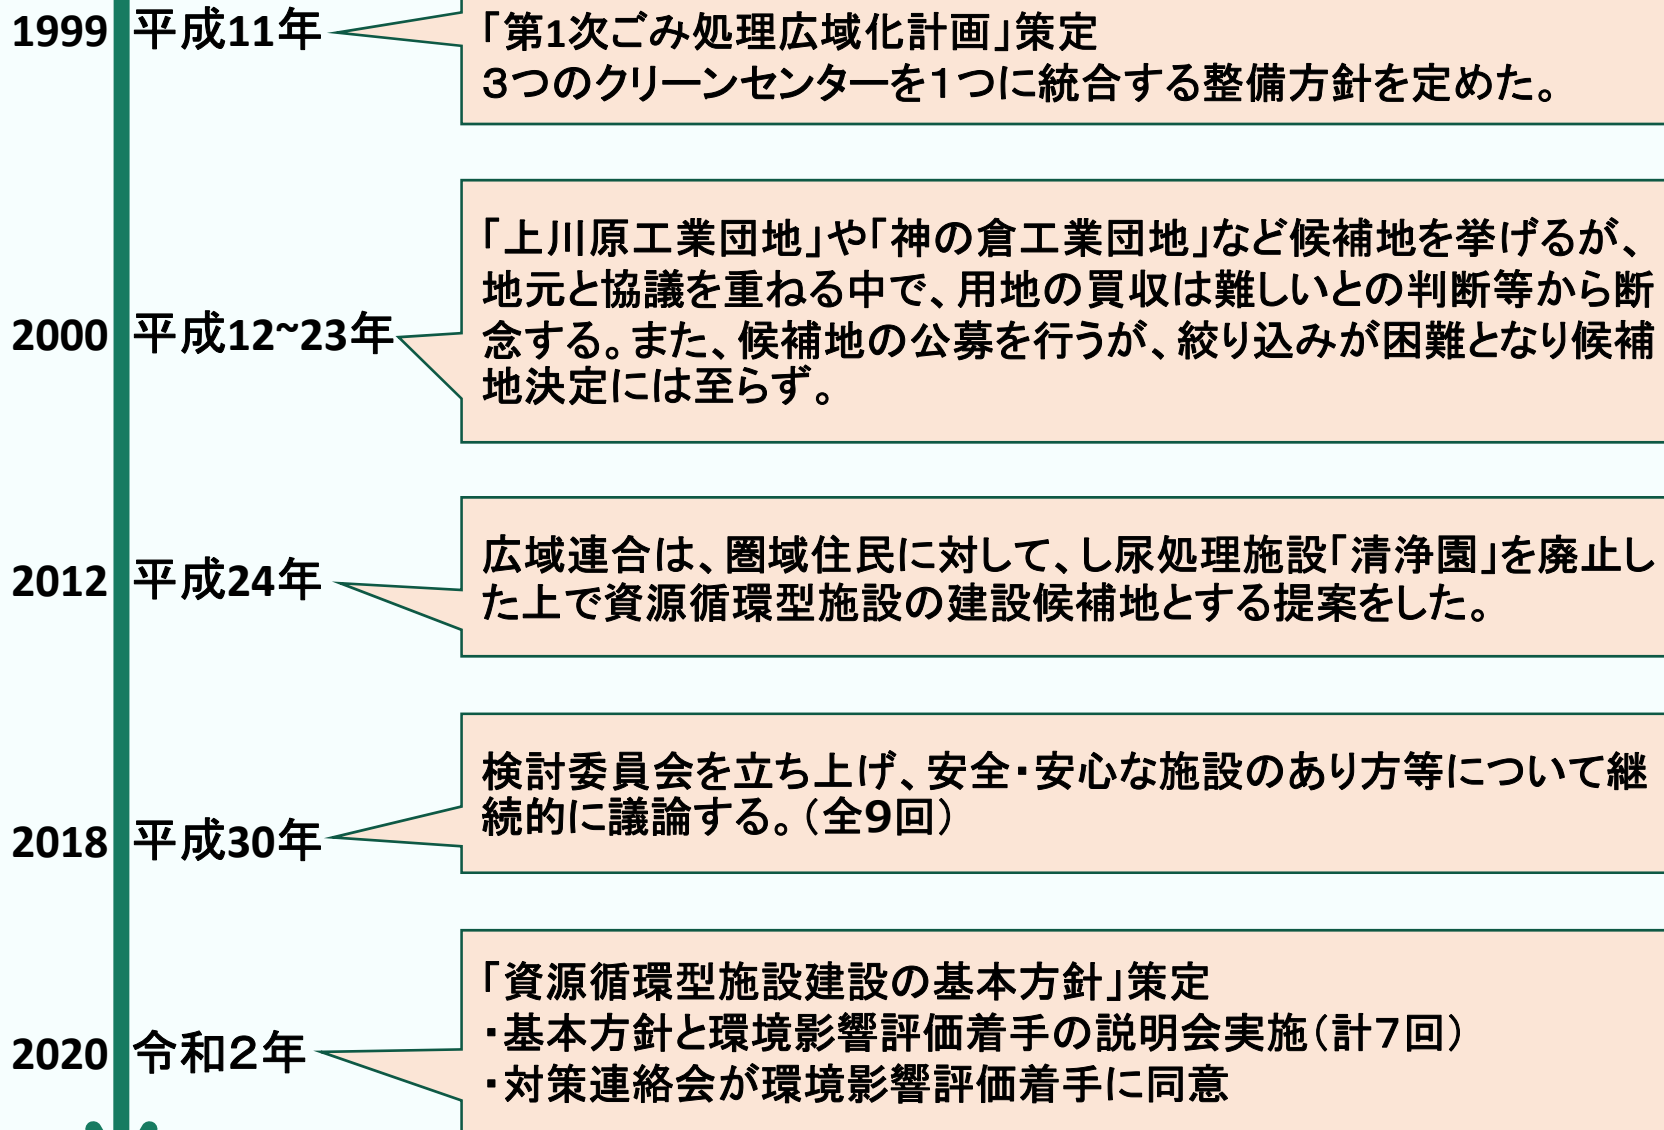 1999 平成11年
「第1次ごみ処理広域化計画」策定
３つのクリーンセンターを１つに統合する整備方針を定めた。
2000 平成12~23年
「上川原工業団地」や「神の倉工業団地」など候補地を挙げるが、
地元と協議を重ねる中で、用地の買収は難しいとの判断等から断
念する。また、候補地の公募を行うが、絞り込みが困難となり候補
地決定には至らず。
2012 平成24年
広域連合は、圏域住民に対して、し尿処理施設「清浄園」を廃止し
た上で資源循環型施設の建設候補地とする提案をした。
2018 平成30年
検討委員会を立ち上げ、安全・安心な施設のあり方等について継
続的に議論する。（全９回）
2020 令和２年
「資源循環型施設建設の基本方針」策定
・基本方針と環境影響評価着手の説明会実施（計７回）
・対策連絡会が環境影響評価着手に同意